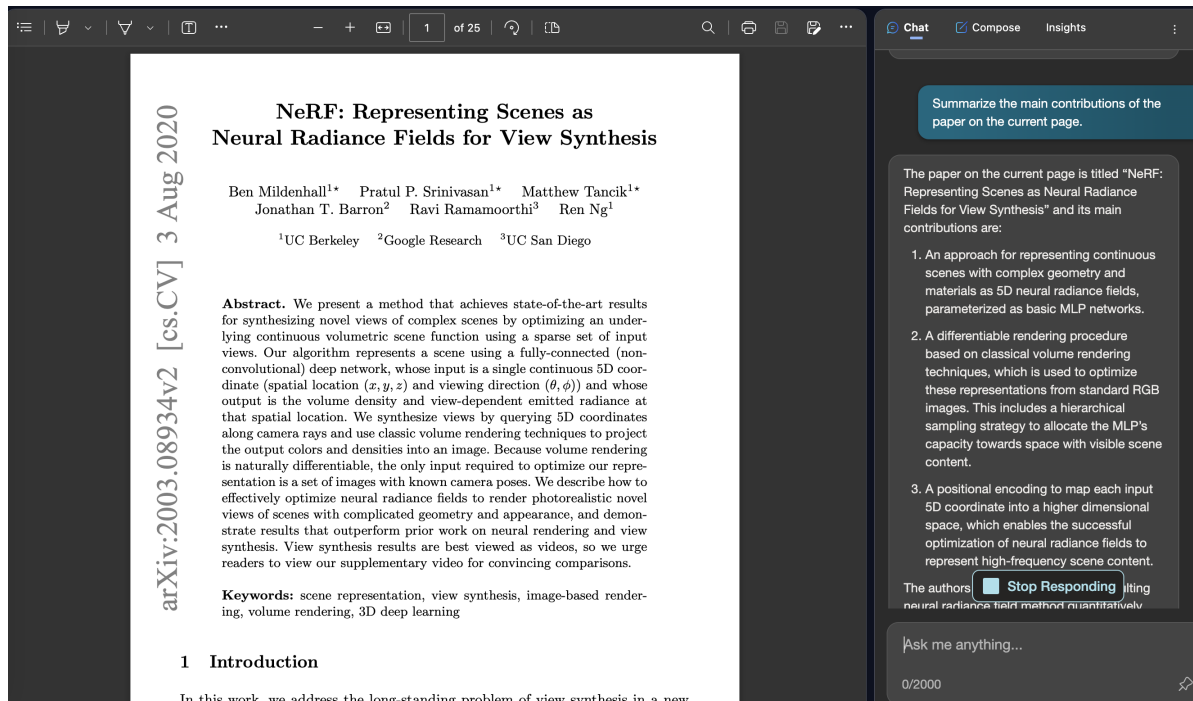 1 of 25
NeRF: Representing Scenes as
Neural Radiance Fields for View Synthesis
Ben Mildenhall1⋆ Pratul P. Srinivasan1⋆ Matthew Tancik1⋆
Jonathan T. Barron2 Ravi Ramamoorthi3 Ren Ng1
1UC Berkeley 2Google Research 3UC San Diego
arXiv:2003.08934v2 [cs.CV] 3 Aug 2020
Abstract. We present a method that achieves state-of-the-art results
for synthesizing novel views of complex scenes by optimizing an under-
lying continuous volumetric scene function using a sparse set of input
views. Our algorithm represents a scene using a fully-connected (non-
convolutional) deep network, whose input is a single continuous 5D coor-
dinate (spatial location (x, y, z) and viewing direction (θ, ϕ)) and whose
output is the volume density and view-dependent emitted radiance at
that spatial location. We synthesize views by querying 5D coordinates
along camera rays and use classic volume rendering techniques to project
the output colors and densities into an image. Because volume rendering
is naturally differentiable, the only input required to optimize our repre-
sentation is a set of images with known camera poses. We describe how to
effectively optimize neural radiance fields to render photorealistic novel
views of scenes with complicated geometry and appearance, and demon-
strate results that outperform prior work on neural rendering and view
synthesis. View synthesis results are best viewed as videos, so we urge
readers to view our supplementary video for convincing comparisons.
Keywords: scene representation, view synthesis, image-based render-
ing, volume rendering, 3D deep learning
1 Introduction
In this work, we address the long-standing problem of view synthesis in a new
Chat Compose Insights
Summarize the main contributions of the
paper on the current page.
The paper on the current page is titled “NeRF:
Representing Scenes as Neural Radiance
Fields for View Synthesis” and its main
contributions are:
1. An approach for representing continuous
scenes with complex geometry and
materials as 5D neural radiance fields,
parameterized as basic MLP networks.
2. A differentiable rendering procedure
based on classical volume rendering
techniques, which is used to optimize
these representations from standard RGB
images. This includes a hierarchical
sampling strategy to allocate the MLP's
capacity towards space with visible scene
content.
3. A positional encoding to map each input
5D coordinate into a higher dimensional
space, which enables the successful
optimization of neural radiance fields to
represent high-frequency scene content.
The authors
Stop Responding
neural radiance field method quantitatively
Ask me anything...
0/2000